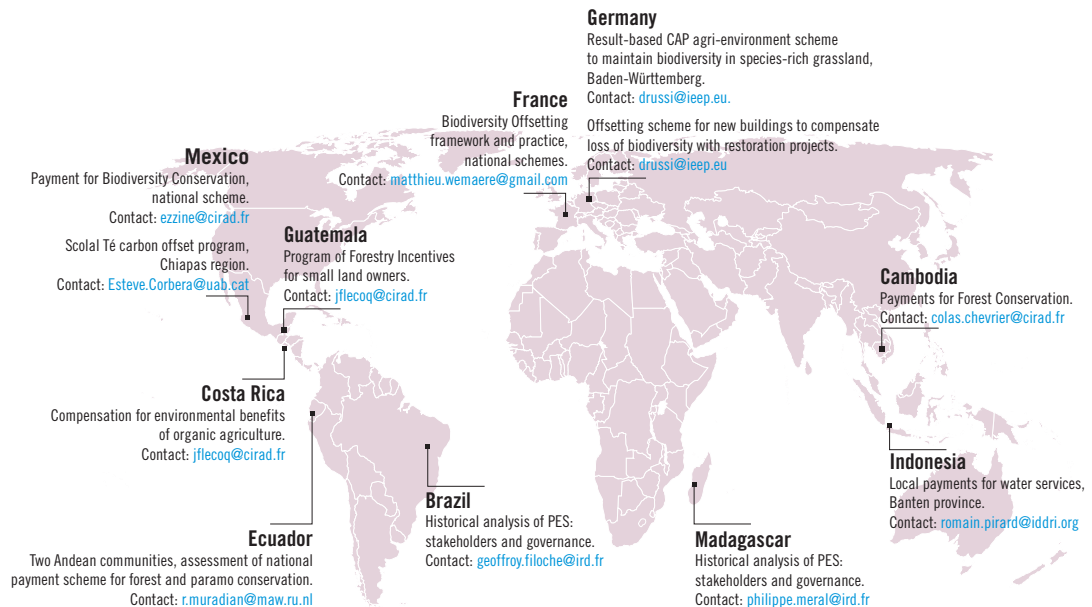 Germany
Result-based CAP agri-environment scheme
to maintain biodiversity in species-rich grassland,
Baden-Württemberg.
Contact: drussi@ieep.eu.
Offsetting scheme for new buildings to compensate
loss of biodiversity with restoration projects.
Contact: drussi@ieep.eu
France
Biodiversity Offsetting
framework and practice,
national schemes.
Contact: matthieu.wemaere@gmail.com
Mexico
Payment for Biodiversity Conservation,
national scheme.
Contact: ezzine@cirad.fr
Scolal Té carbon offset program,
Chiapas region.
Contact: Esteve.Corbera@uab.cat
Guatemala
Program of Forestry Incentives
for small land owners.
Contact: jflecoq@cirad.fr
Cambodia
Payments for Forest Conservation.
Contact: colas.chevrier@cirad.fr
Costa Rica
Compensation for environmental benefits
of organic agriculture.
Contact: jflecoq@cirad.fr
Indonesia
Local payments for water services,
Banten province.
Contact: romain.pirard@iddri.org
Brazil
Historical analysis of PES:
stakeholders and governance.
Contact: geoffroy.filoche@ird.fr
Ecuador
Two Andean communities, assessment of national
payment scheme for forest and paramo conservation.
Contact: r.muradian@maw.ru.nl
Madagascar
Historical analysis of PES:
stakeholders and governance.
Contact: philippe.meral@ird.fr